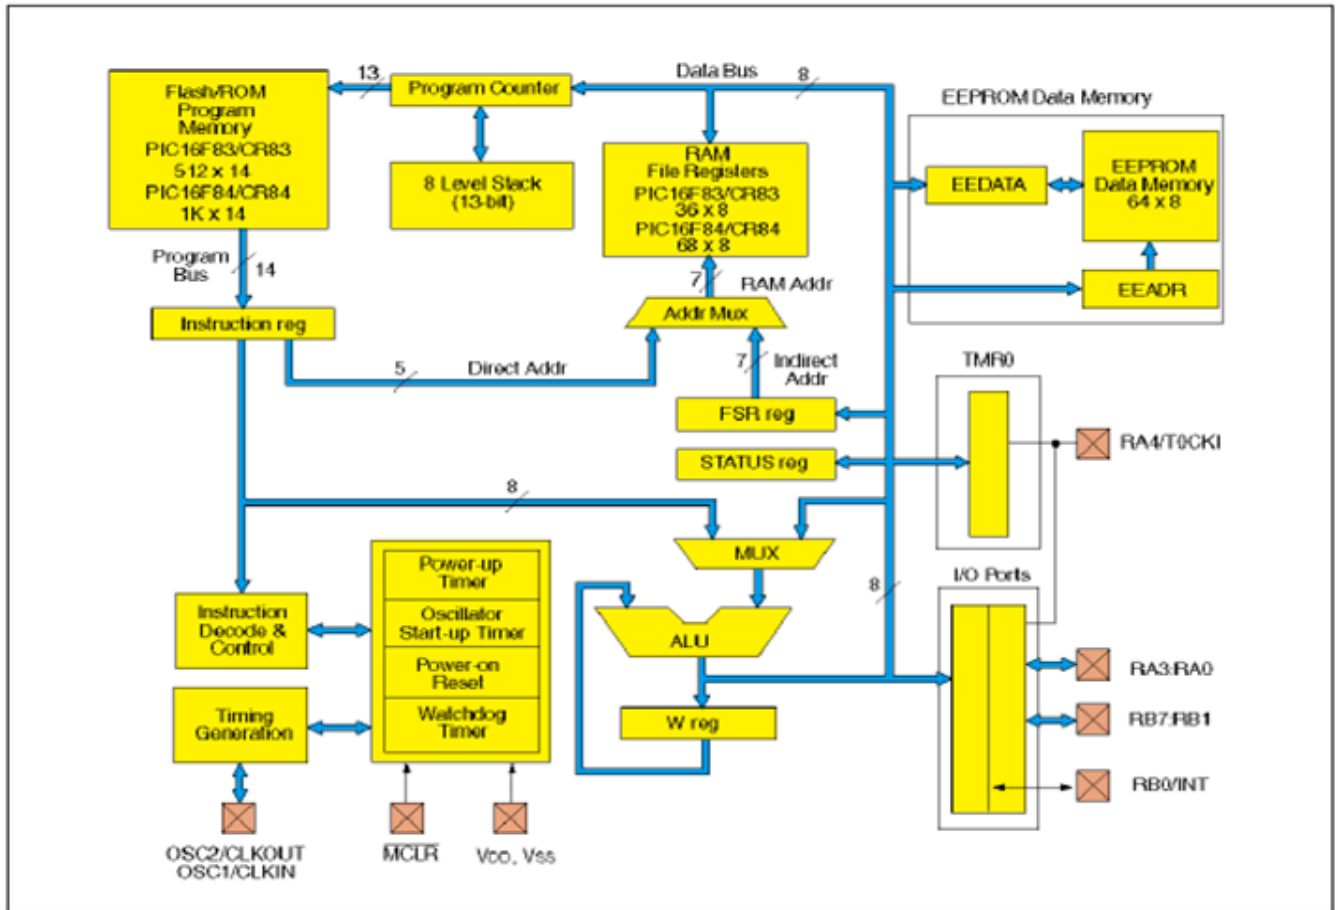 Flash/ROM
Program
Memory
PIC16F83/CR83
512 x 14
PIC16F84/CR84
1K x 14
13
Program Counter
Data Bus
8
8 Level Stack
(13-bit)
RAM
File Registers
PIC16F83/CR83
36 x 8
PIC16F84/CR84
68 x 8
EEPROM Data Memory
EEDATA
EEPROM
Data Memory
64 x 8
EEADR
Program
Bus
14
7
RAM Addr
Instruction reg
Addr Mux
5
Direct Addr
7
Indirect
Addr
TMR0
FSR reg
RA4/T0CKI
STATUS reg
8
MUX
Power-up
Timer
I/O Ports
8
Instruction
Decode &
Control
Oscillator
Start-up Timer
ALU
Power-on
Reset
RA3:RA0
Timing
Generation
Watchdog
Timer
W reg
RB7:RB1
RB0/INT
OSC2/CLKOUT
OSC1/CLKIN
MCLR
VDD, VSS